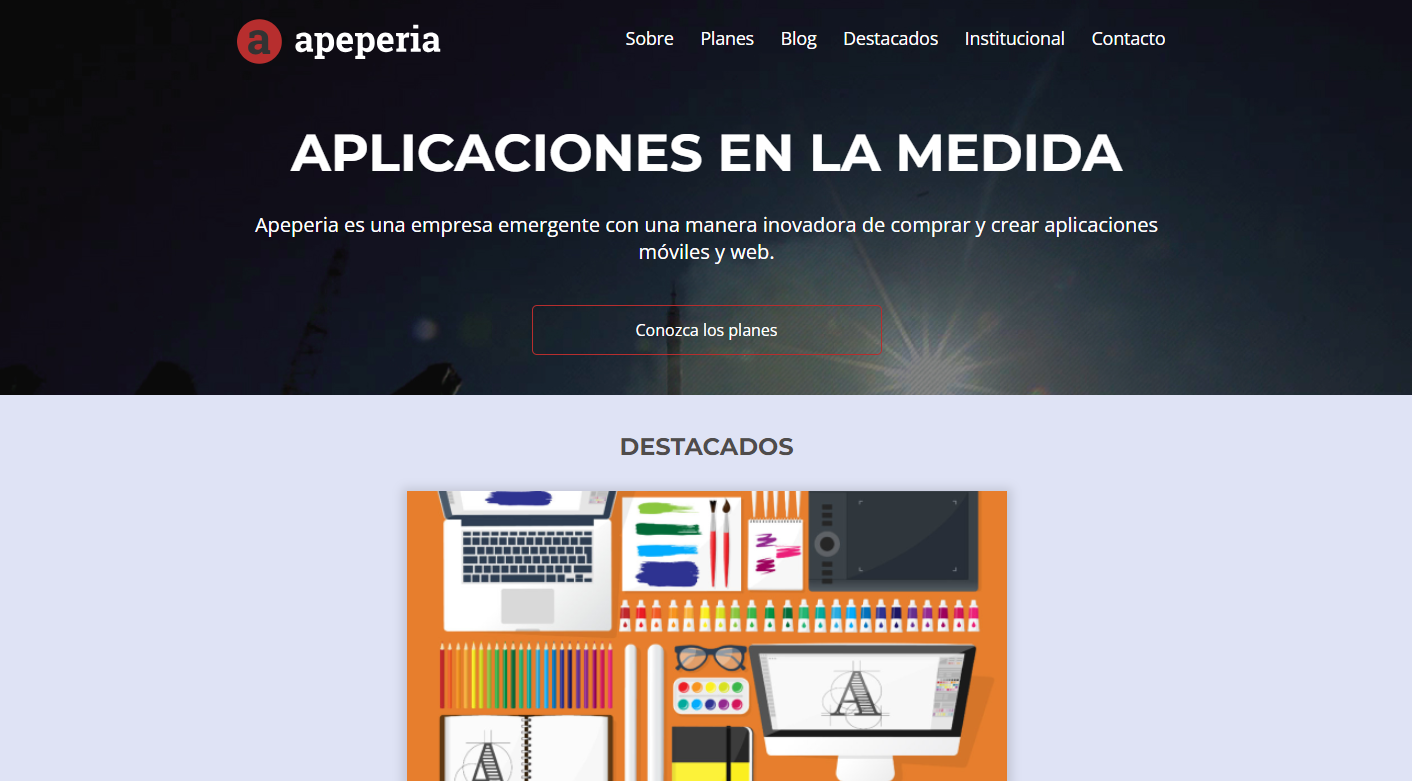 a apeperia
Sobre Planes Blog Destacados Institucional Contacto
APLICACIONES EN LA MEDIDA
Apeperia es una empresa emergente con una manera inovadora de comprar y crear aplicaciones
móviles y web.
Conozca los planes
DESTACADOS
A
A